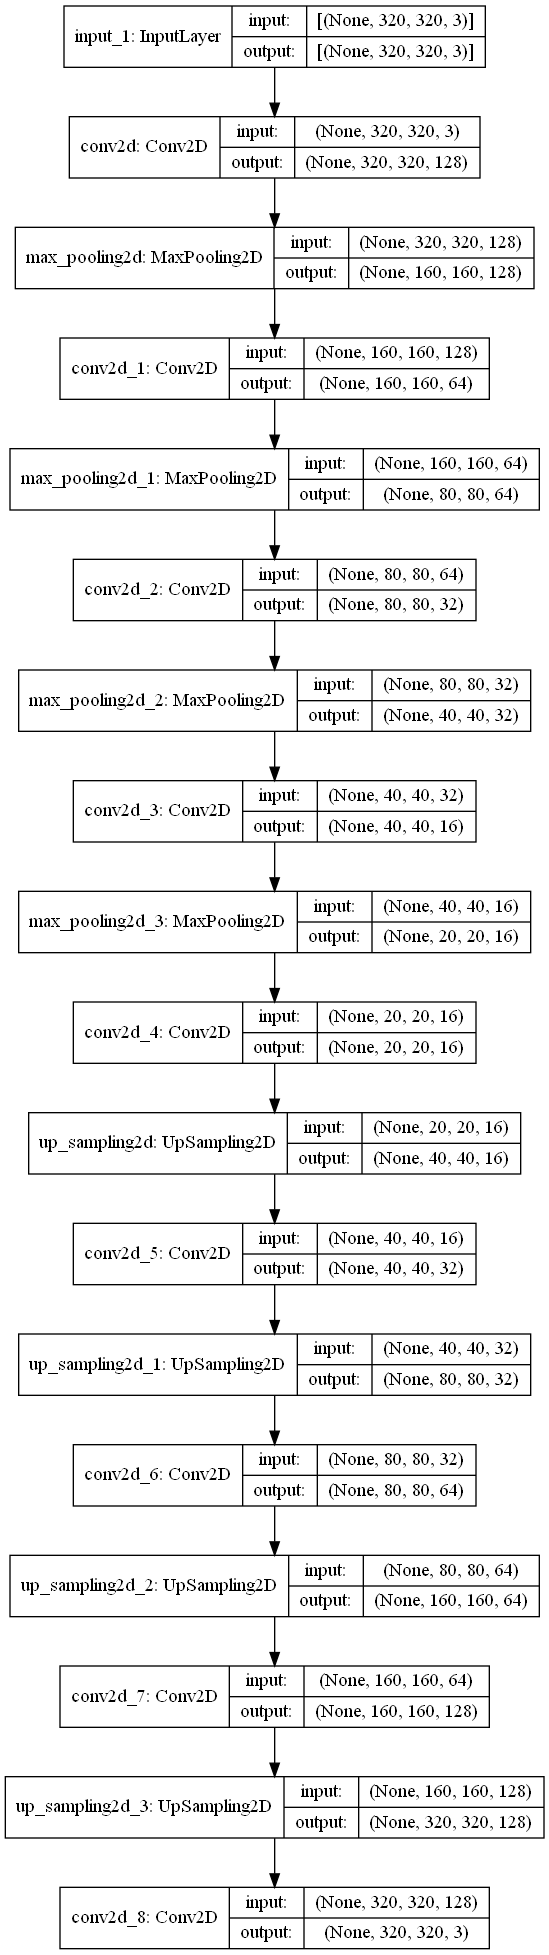 input_1: InputLayer
input: [(None, 320, 320, 3)]
output: [(None, 320, 320, 3)]
conv2d: Conv2D
input: (None, 320, 320, 3)
output: (None, 320, 320, 128)
max_pooling2d: MaxPooling2D
input: (None, 320, 320, 128)
output: (None, 160, 160, 128)
conv2d_1: Conv2D
input: (None, 160, 160, 128)
output: (None, 160, 160, 64)
max_pooling2d_1: MaxPooling2D
input: (None, 160, 160, 64)
output: (None, 80, 80, 64)
conv2d_2: Conv2D
input: (None, 80, 80, 64)
output: (None, 80, 80, 32)
max_pooling2d_2: MaxPooling2D
input: (None, 80, 80, 32)
output: (None, 40, 40, 32)
conv2d_3: Conv2D
input: (None, 40, 40, 32)
output: (None, 40, 40, 16)
max_pooling2d_3: MaxPooling2D
input: (None, 40, 40, 16)
output: (None, 20, 20, 16)
conv2d_4: Conv2D
input: (None, 20, 20, 16)
output: (None, 20, 20, 16)
up_sampling2d: UpSampling2D
input: (None, 20, 20, 16)
output: (None, 40, 40, 16)
conv2d_5: Conv2D
input: (None, 40, 40, 16)
output: (None, 40, 40, 32)
up_sampling2d_1: UpSampling2D
input: (None, 40, 40, 32)
output: (None, 80, 80, 32)
conv2d_6: Conv2D
input: (None, 80, 80, 32)
output: (None, 80, 80, 64)
up_sampling2d_2: UpSampling2D
input: (None, 80, 80, 64)
output: (None, 160, 160, 64)
conv2d_7: Conv2D
input: (None, 160, 160, 64)
output: (None, 160, 160, 128)
up_sampling2d_3: UpSampling2D
input: (None, 160, 160, 128)
output: (None, 320, 320, 128)
conv2d_8: Conv2D
input: (None, 320, 320, 128)
output: (None, 320, 320, 3)